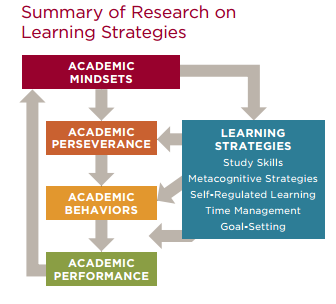 Summary of Research on
Learning Strategies
ACADEMIC
MINDSETS
ACADEMIC
PERSEVERANCE
LEARNING
STRATEGIES
Study Skills
Metacognitive Strategies
Self-Regulated Learning
Time Management
Goal-Setting
ACADEMIC
BEHAVIORS
ACADEMIC
PERFORMANCE